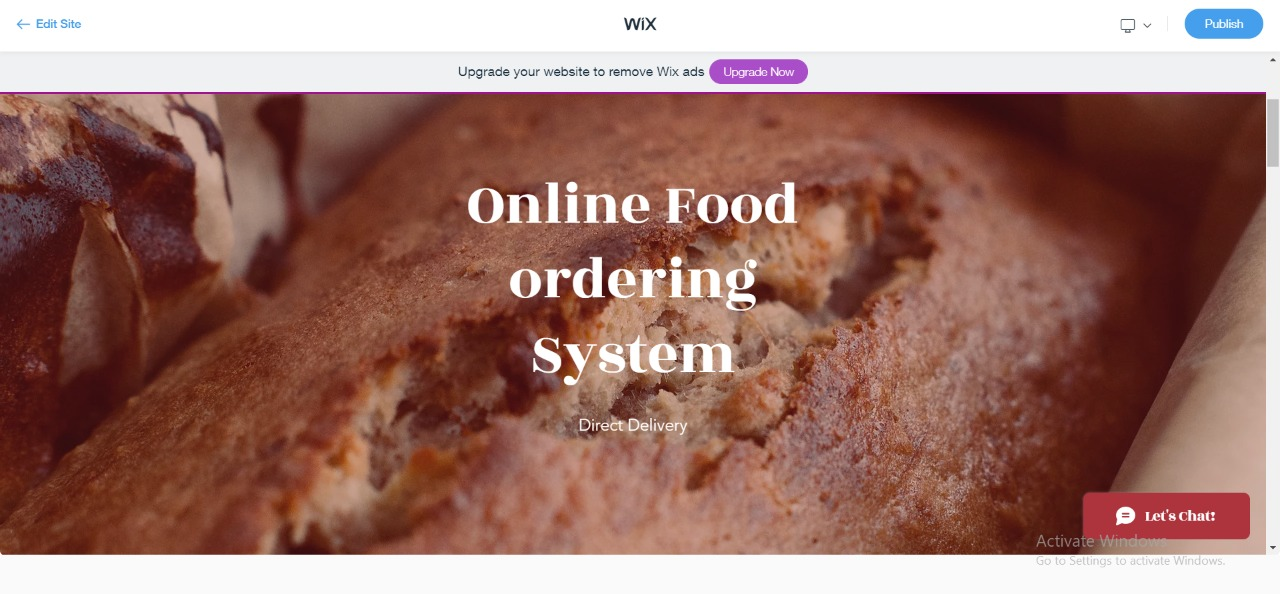 Edit Site
WiX
Publish
Upgrade your website to remove Wix ads
Upgrade Now
Online Food
ordering
System
Direct Delivery
Let's Chat!
Activate Windows
Go to Settings to activate Windows.